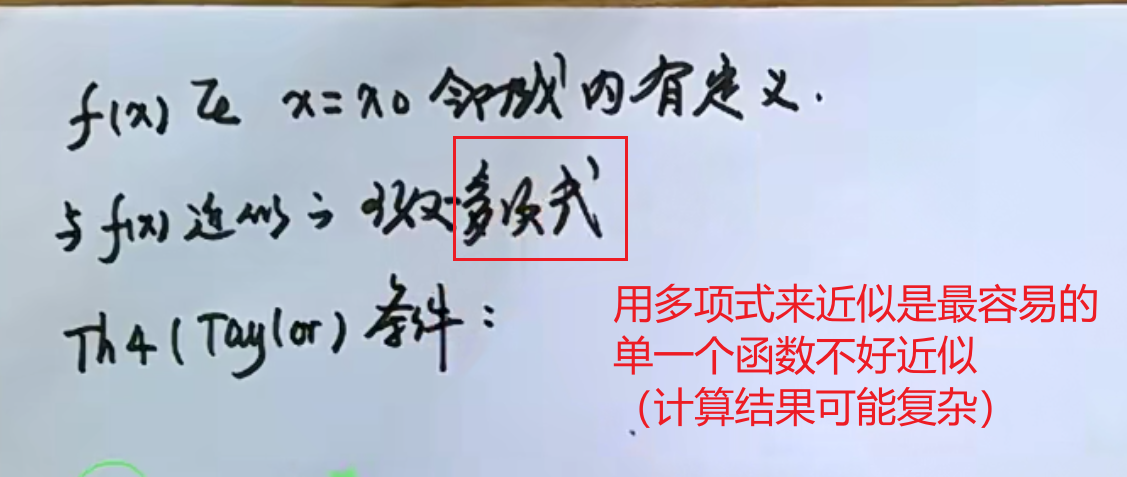 f(x)在 x=x0 邻域内有定义.
与f(x)近似之 多项式
Th4(Taylor)条件:
用多项式来近似是最容易的
单一个函数不好近似
(计算结果可能复杂)